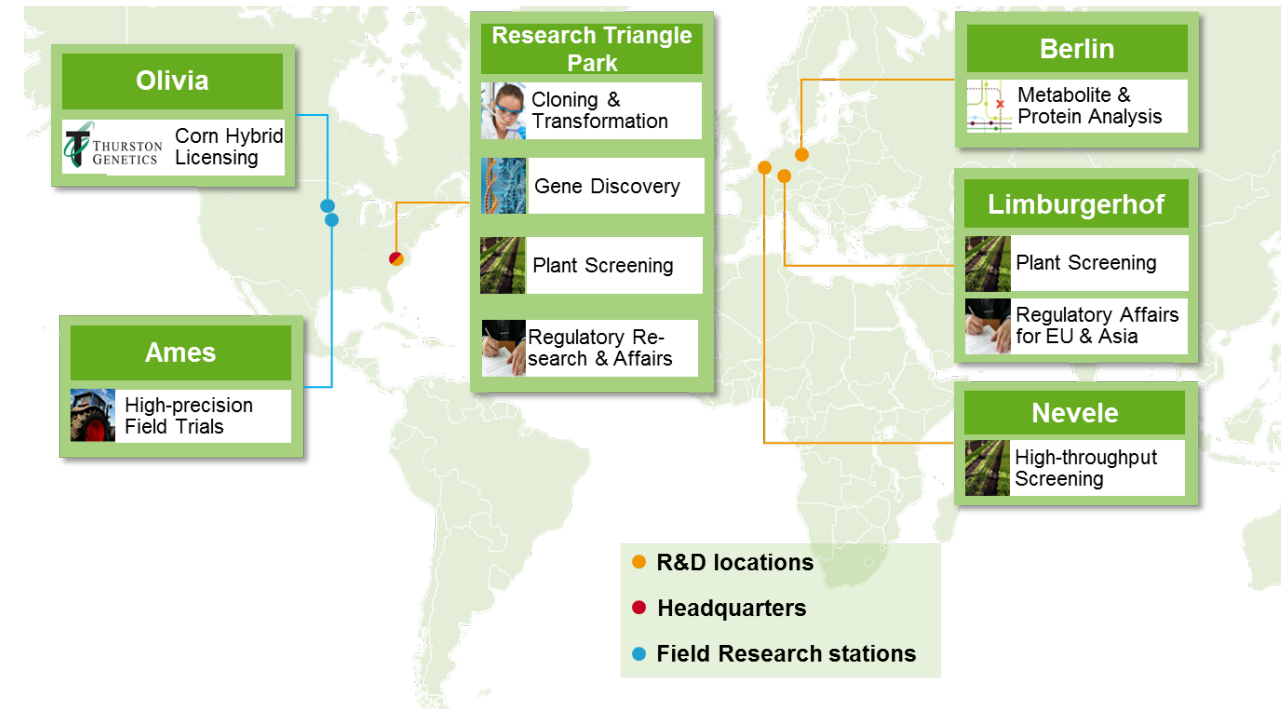 Olivia
THURSTON
GENETICS
Corn Hybrid
Licensing
Ames
High-precision
Field Trials
Research Triangle
Park
Cloning &
Transformation
Gene Discovery
Plant Screening
Regulatory Re-
search & Affairs
Berlin
Metabolite &
Protein Analysis
Limburgerhof
Plant Screening
Regulatory Affairs
for EU & Asia
Nevele
High-throughput
Screening
R&D locations
Headquarters
Field Research stations